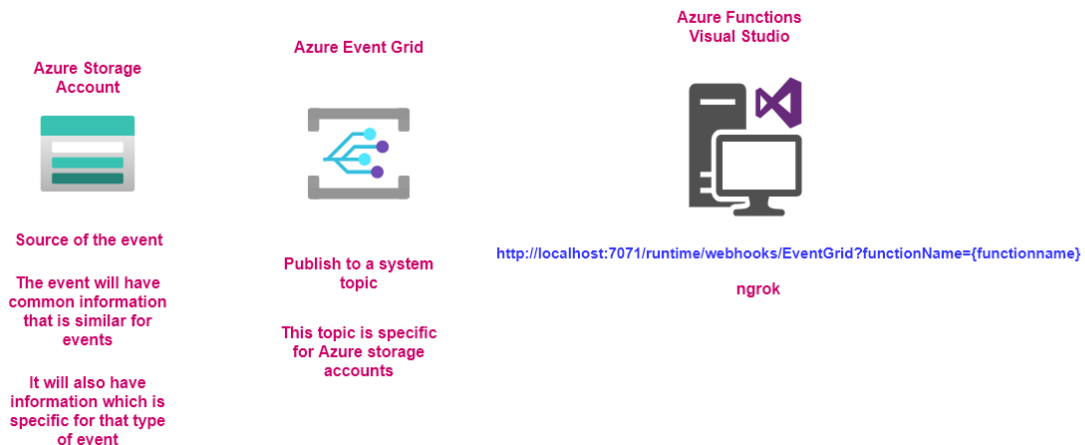 Azure Storage
Account
Source of the event
The event will have
common information
that is similar for
events
It will also have
information which is
specific for that type
of event
Azure Event Grid
Publish to a system
topic
This topic is specific
for Azure storage
accounts
Azure Functions
Visual Studio
http://localhost:7071/runtime/webhooks/EventGrid?functionName={functionname}
ngrok